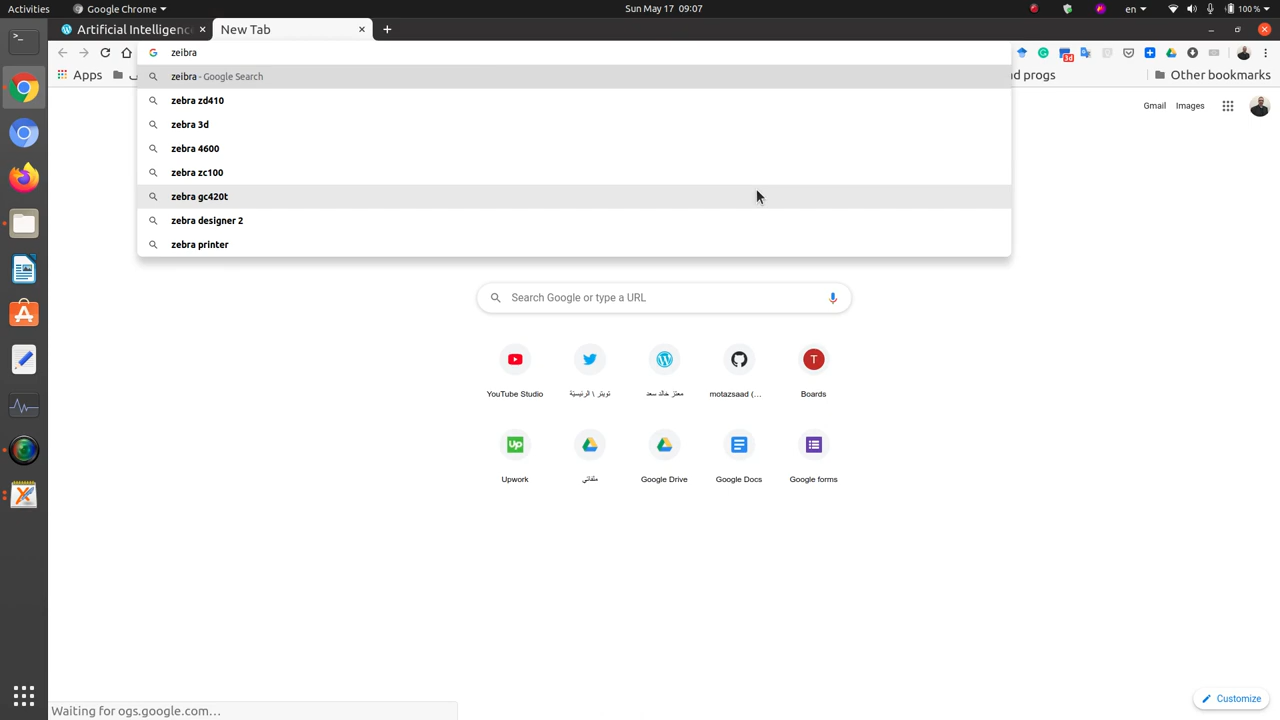 Activities
Google Chrome
Sun May 17 09:07
en
100 %
Artificial Intelligenc
New Tab
zeibra
3d
Apps
d progs
Other bookmarks
zeibra - Google Search
zebra zd410
zebra 3d
zebra 4600
zebra zc100
zebra gc420t
zebra designer 2
zebra printer
Gmail
Images
Search Google or type a URL
T
YouTube Studio
تويتر \ الرئيسيّة
معتز خالد سعد
motazsaad (...
Boards
Up
Upwork
ملفاتي
Google Drive
Google Docs
Google forms
Customize
Waiting for ogs.google.com...